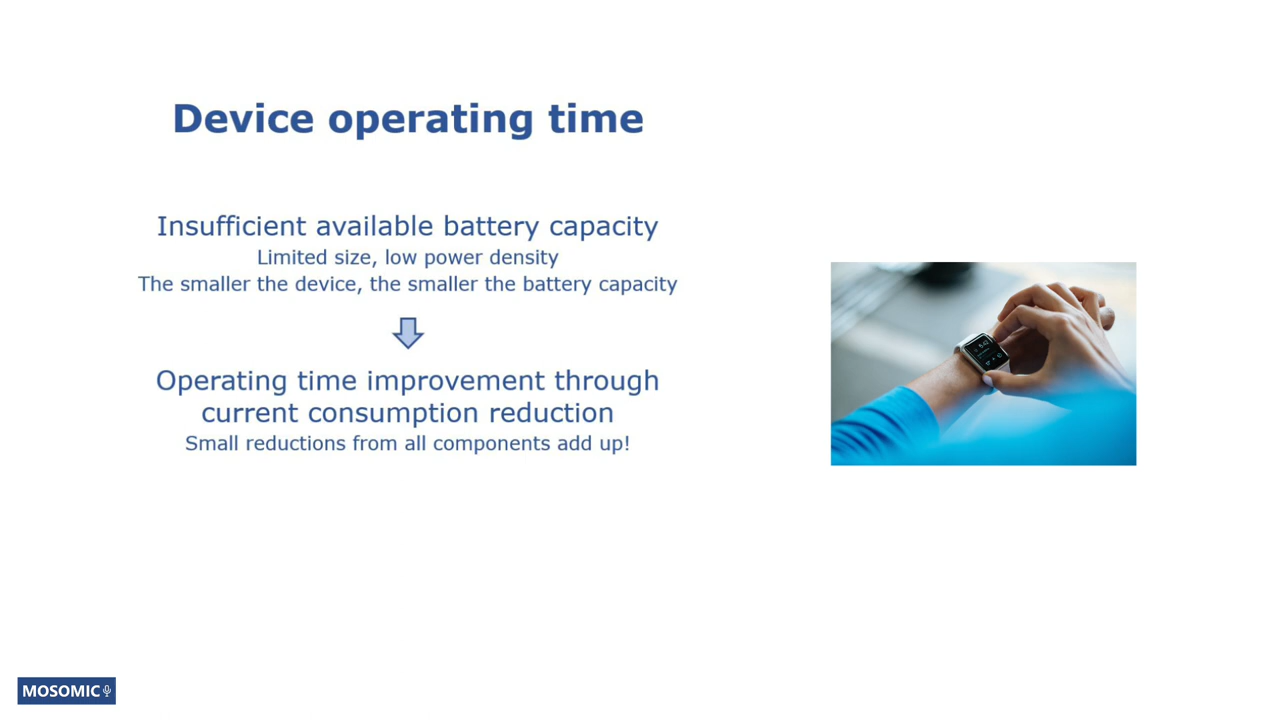 Device operating time
Insufficient available battery capacity
Limited size, low power density
The smaller the device, the smaller the battery capacity
Operating time improvement through
current consumption reduction
Small reductions from all components add up!
MOSOMIC